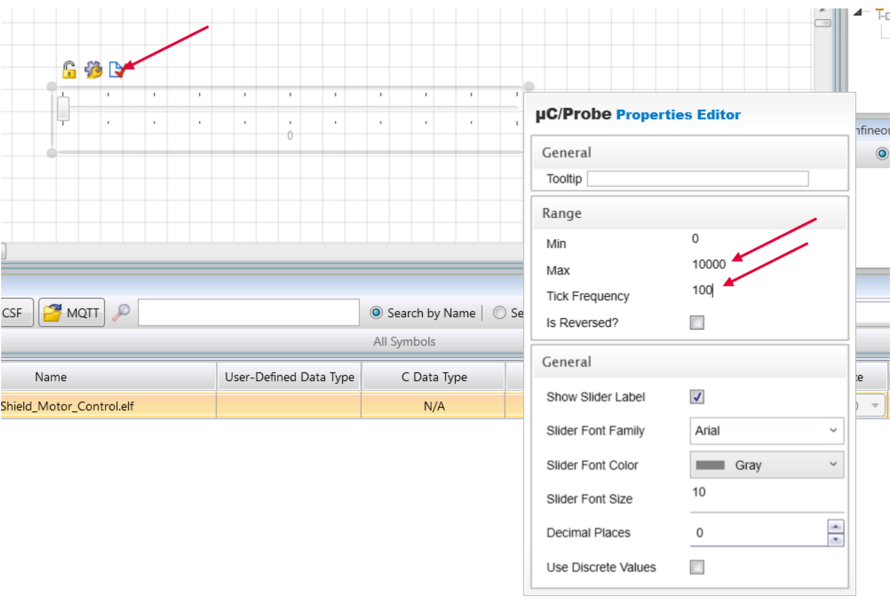 0
µC/Probe Properties Editor
General
Tooltip
Range
Min 0
Max 10000
Tick Frequency 100
Is Reversed?
General
Show Slider Label
Slider Font Family Arial
Slider Font Color Gray
Slider Font Size 10
Decimal Places 0
Use Discrete Values
CSF MQTT Search by Name
All Symbols
Name User-Defined Data Type C Data Type
Shield_Motor_Control.elf N/A